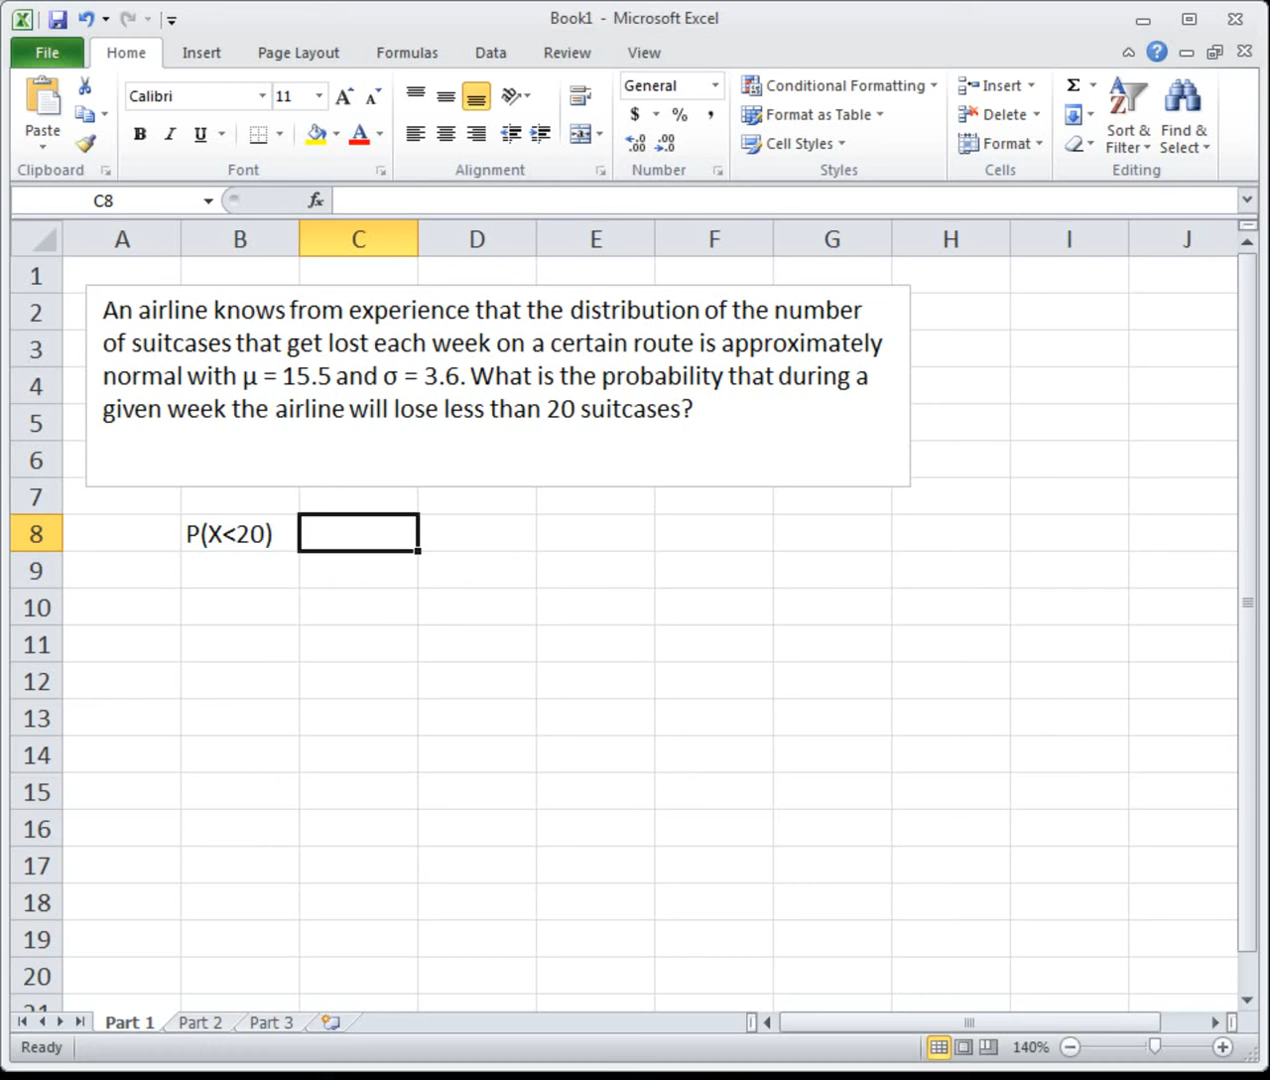 Book1 - Microsoft Excel
File Home Insert Page Layout Formulas Data Review View
Paste
Calibri 11
B I U A
General
$ % ,
Conditional Formatting
Format as Table
Cell Styles
Insert
Delete
Format
Σ
Sort & Filter
Find & Select
Clipboard Font Alignment Number Styles Cells Editing
C8 fx
A B C D E F G H I J
1
2
3
4
5
6
7
An airline knows from experience that the distribution of the number
of suitcases that get lost each week on a certain route is approximately
normal with μ = 15.5 and σ = 3.6. What is the probability that during a
given week the airline will lose less than 20 suitcases?
8 P(X<20)
9
10
11
12
13
14
15
16
17
18
19
20
21
Part 1 Part 2 Part 3
Ready 140%